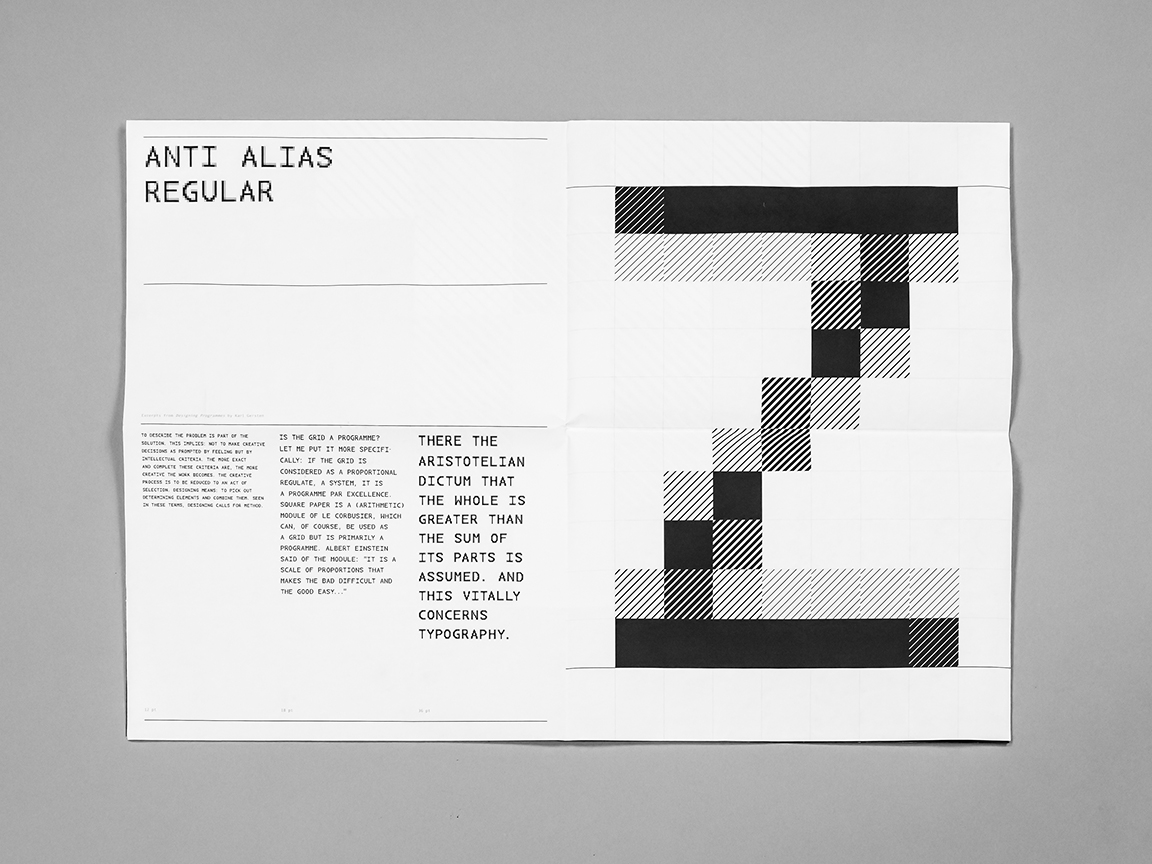 ANTI ALIAS
REGULAR
Excerpts from Designing Programmes by Karl Gerstner
TO DESCRIBE THE PROBLEM IS PART OF THE
SOLUTION. THIS IMPLIES: NOT TO MAKE CREATIVE
DECISIONS AS PROMPTED BY FEELING BUT BY
INTELLECTUAL CRITERIA. THE MORE EXACT
AND COMPLETE THESE CRITERIA ARE, THE MORE
CREATIVE THE WORK BECOMES. THE CREATIVE
PROCESS IS TO BE REDUCED TO AN ACT OF
SELECTION. DESIGNING MEANS: TO PICK OUT
DETERMINING ELEMENTS AND COMBINE THEM. SEEN
IN THESE TERMS, DESIGNING CALLS FOR METHOD.
IS THE GRID A PROGRAMME?
LET ME PUT IT MORE SPECIFI-
CALLY: IF THE GRID IS
CONSIDERED AS A PROPORTIONAL
REGULATE, A SYSTEM, IT IS
A PROGRAMME PAR EXCELLENCE.
SQUARE PAPER IS A (ARITHMETIC)
MODULE OF LE CORBUSIER, WHICH
CAN, OF COURSE, BE USED AS
A GRID BUT IS PRIMARILY A
PROGRAMME. ALBERT EINSTEIN
SAID OF THE MODULE: "IT IS A
SCALE OF PROPORTIONS THAT
MAKES THE BAD DIFFICULT AND
THE GOOD EASY..."
THERE THE
ARISTOTELIAN
DICTUM THAT
THE WHOLE IS
GREATER THAN
THE SUM OF
ITS PARTS IS
ASSUMED. AND
THIS VITALLY
CONCERNS
TYPOGRAPHY.
Z